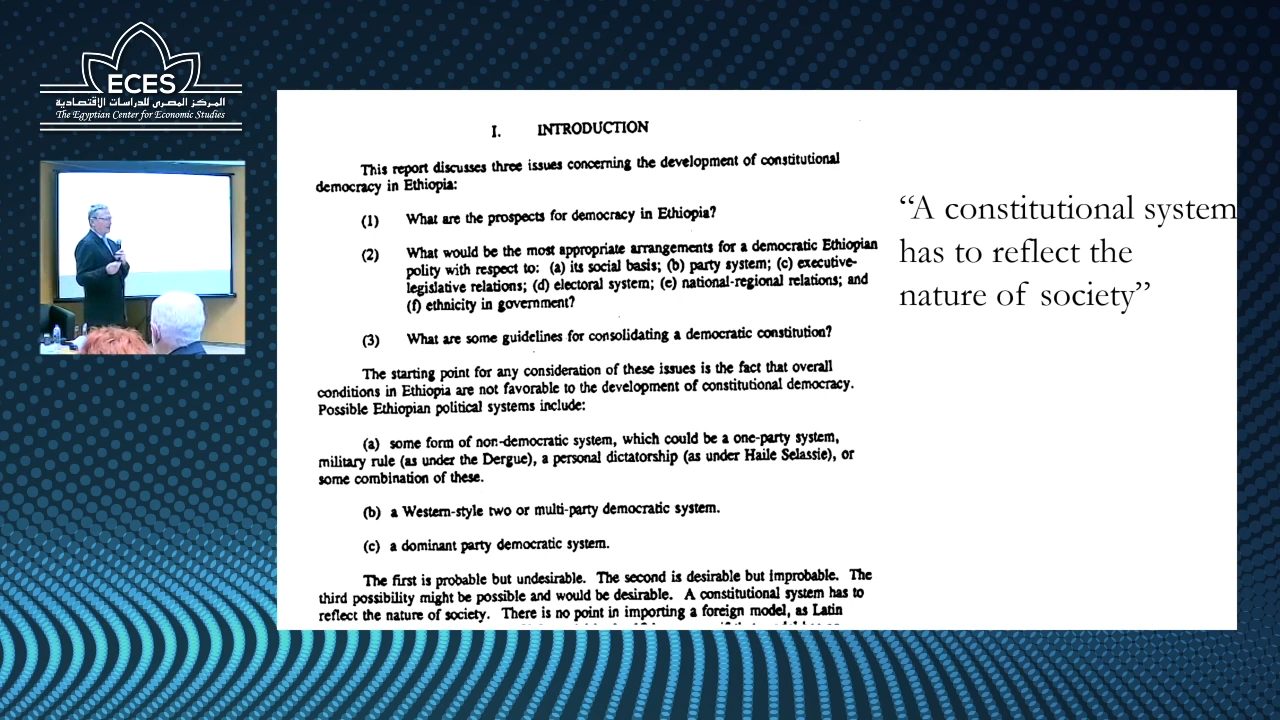 ECES
المركز المصرى للدراسات الاقتصادية
The Egyptian Center for Economic Studies
I. INTRODUCTION
This report discusses three issues concerning the development of constitutional
democracy in Ethiopia:
(1) What are the prospects for democracy in Ethiopia?
(2) What would be the most appropriate arrangements for a democratic Ethiopian
polity with respect to: (a) its social basis; (b) party system; (c) executive-
legislative relations; (d) electoral system; (e) national-regional relations; and
(f) ethnicity in government?
(3) What are some guidelines for consolidating a democratic constitution?
The starting point for any consideration of these issues is the fact that overall
conditions in Ethiopia are not favorable to the development of constitutional democracy.
Possible Ethiopian political systems include:
(a) some form of non-democratic system, which could be a one-party system,
military rule (as under the Dergue), a personal dictatorship (as under Haile Selassie), or
some combination of these.
(b) a Western-style two or multi-party democratic system.
(c) a dominant party democratic system.
The first is probable but undesirable. The second is desirable but improbable. The
third possibility might be possible and would be desirable. A constitutional system has to
reflect the nature of society. There is no point in importing a foreign model, as Latin
“A constitutional system
has to reflect the
nature of society”